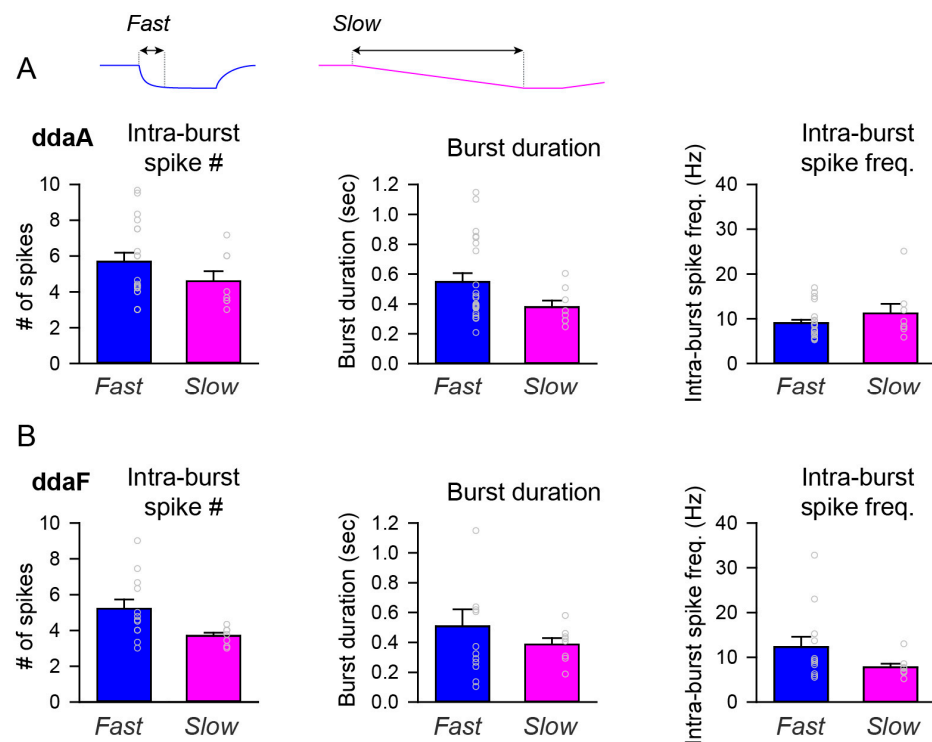 Fast
Slow
A
ddaA
Intra-burst
spike #
Burst duration
Intra-burst
spike freq.
# of spikes
10
8
6
4
2
0
Fast
Slow
Burst duration (sec)
1.2
1.0
0.8
0.6
0.4
0.2
0.0
Fast
Slow
Intra-burst spike freq. (Hz)
40
30
20
10
0
Fast
Slow
B
ddaF
Intra-burst
spike #
Burst duration
Intra-burst
spike freq.
# of spikes
10
8
6
4
2
0
Fast
Slow
Burst duration (sec)
1.2
1.0
0.8
0.6
0.4
0.2
0.0
Fast
Slow
Intra-burst spike freq. (Hz)
40
30
20
10
0
Fast
Slow